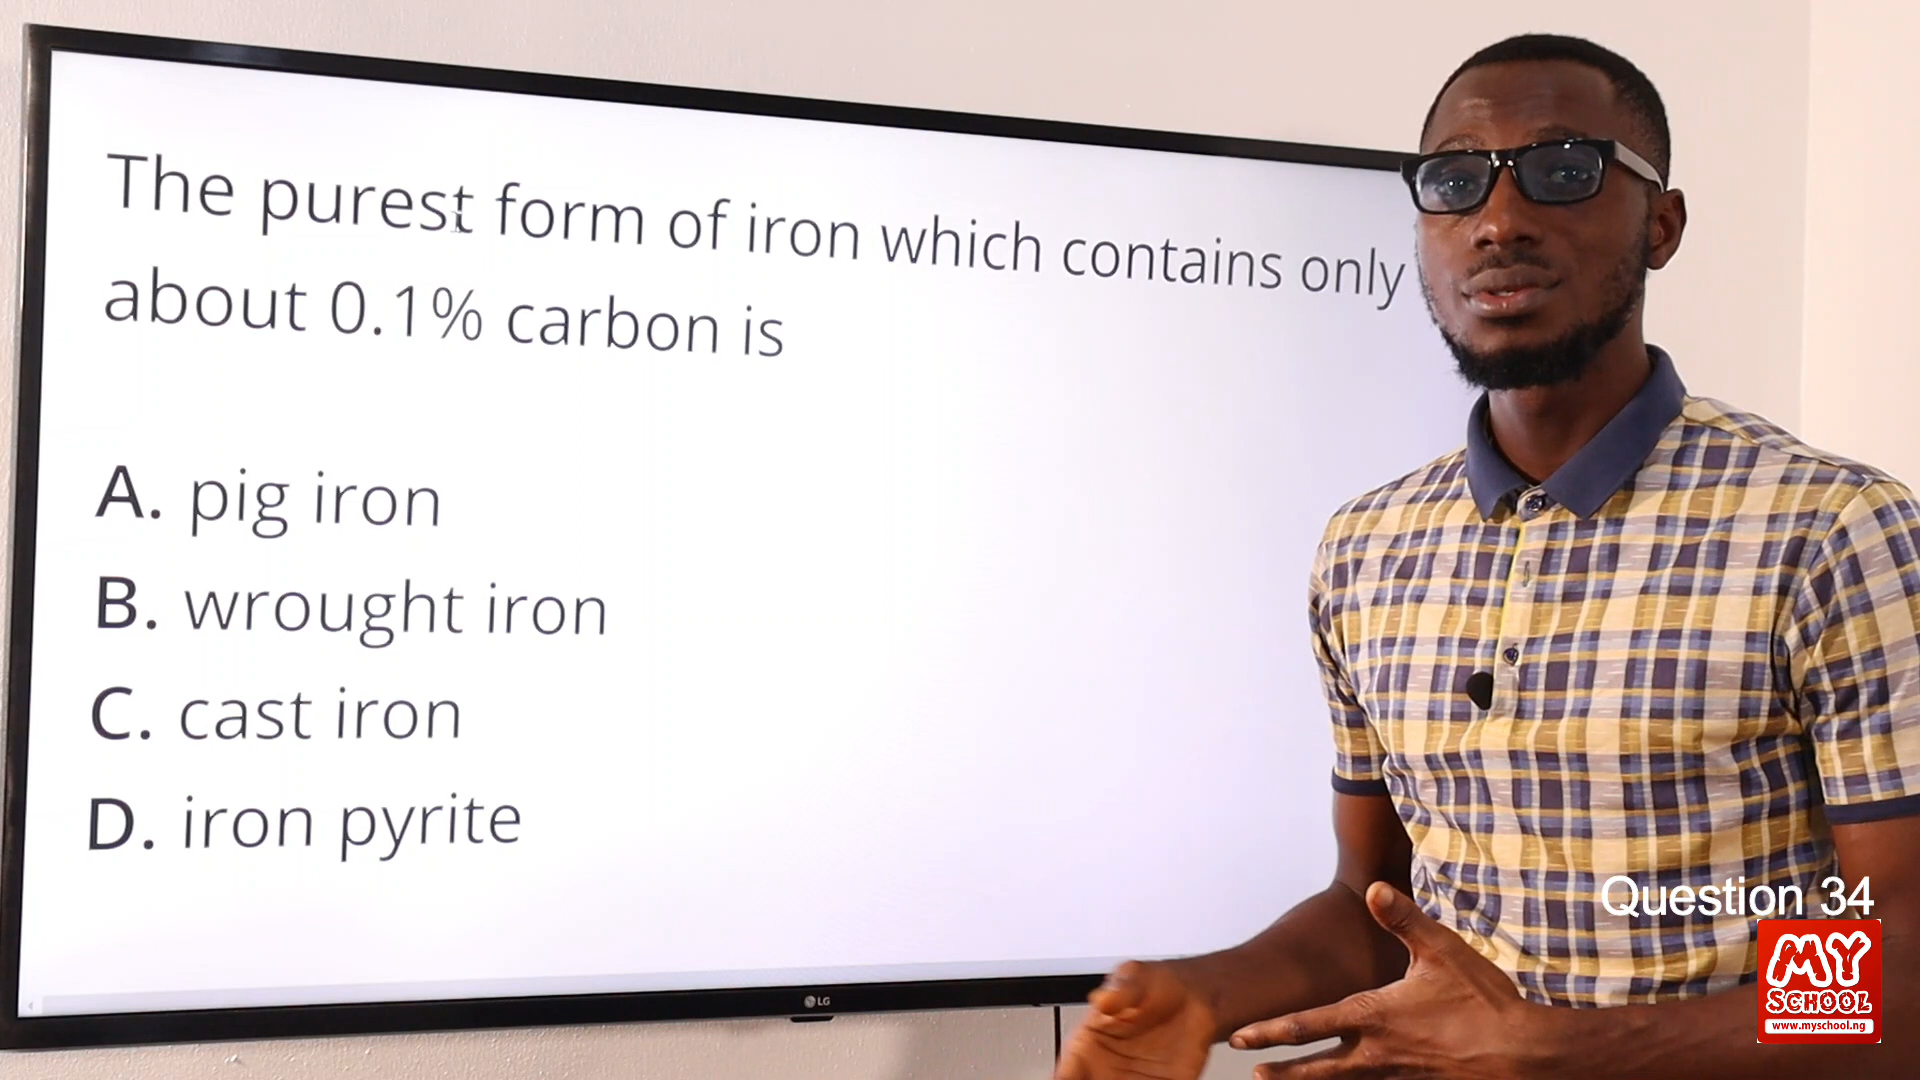 The purest form of iron which contains only
about 0.1% carbon is
A. pig iron
B. wrought iron
C. cast iron
D. iron pyrite
LG
Question 34
MY
SCHOOL
www.myschool.ng